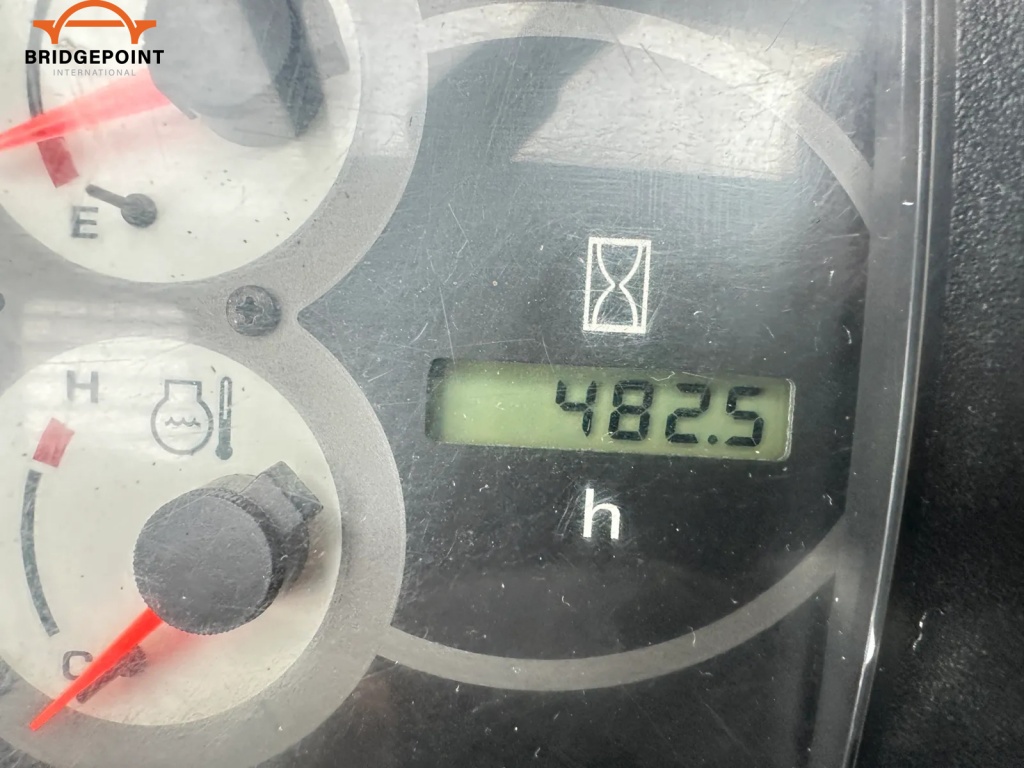 BRIDGEPOINT
INTERNATIONAL
E
H
482.5
h
C